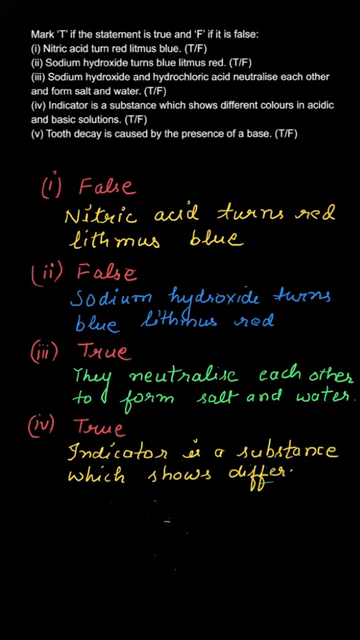 Mark 'T' if the statement is true and 'F' if it is false:
(i) Nitric acid turn red litmus blue. (T/F)
(ii) Sodium hydroxide turns blue litmus red. (T/F)
(iii) Sodium hydroxide and hydrochloric acid neutralise each other
and form salt and water. (T/F)
(iv) Indicator is a substance which shows different colours in acidic
and basic solutions. (T/F)
(v) Tooth decay is caused by the presence of a base. (T/F)
(i) False
Nitric acid turns red
lithmus blue
(ii) False
Sodium hydroxide turns
blue lithmus red
(iii) True
They neutralise each other
to form salt and water.
(iv) True
Indicator is a substance
which shows differ.